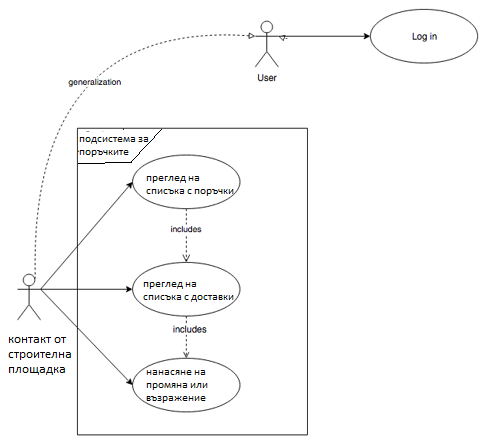 Log in
User
generalization
подсистема за
поръчките
преглед на
списъка с поръчки
includes
преглед на
списъка с доставки
includes
контакт от
строителна
площадка
нанасяне на
промяна или
възражение